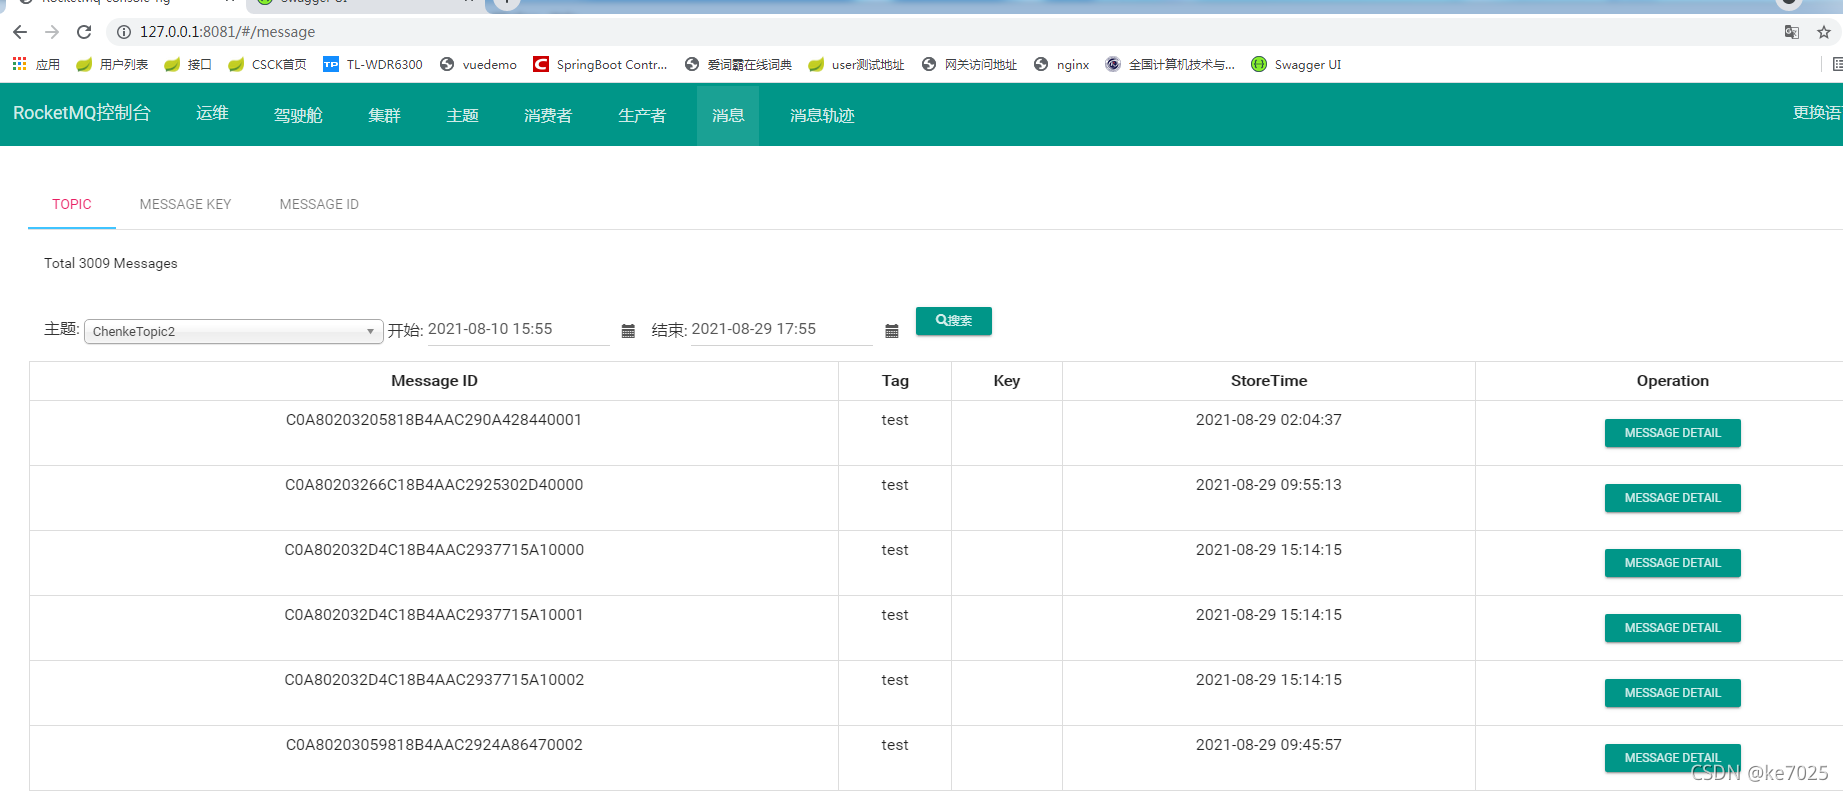 RocketMq-console-ng
Swagger UI
127.0.0.1:8081/#/message
应用 用户列表 接口 CSCK首页 TL-WDR6300 vuedemo SpringBoot Contr... 爱词霸在线词典 user测试地址 网关访问地址 nginx 全国计算机技术与... Swagger UI
RocketMQ控制台 运维 驾驶舱 集群 主题 消费者 生产者 消息 消息轨迹 更换语
TOPIC MESSAGE KEY MESSAGE ID
Total 3009 Messages
主题: ChenkeTopic2 开始: 2021-08-10 15:55 结束: 2021-08-29 17:55 搜索
Message ID Tag Key StoreTime Operation
C0A80203205818B4AAC290A428440001 test 2021-08-29 02:04:37 MESSAGE DETAIL
C0A80203266C18B4AAC2925302D40000 test 2021-08-29 09:55:13 MESSAGE DETAIL
C0A802032D4C18B4AAC2937715A10000 test 2021-08-29 15:14:15 MESSAGE DETAIL
C0A802032D4C18B4AAC2937715A10001 test 2021-08-29 15:14:15 MESSAGE DETAIL
C0A802032D4C18B4AAC2937715A10002 test 2021-08-29 15:14:15 MESSAGE DETAIL
C0A80203059818B4AAC2924A86470002 test 2021-08-29 09:45:57 MESSAGE DETAIL
CSDN @ke7025